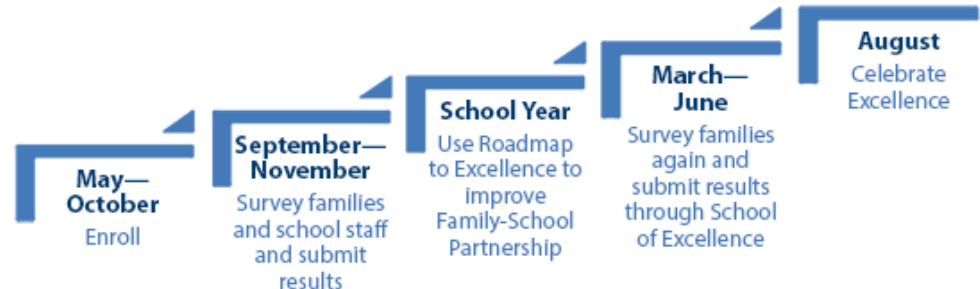 May—
October
Enroll
September—
November
Survey families
and school staff
and submit
results
School Year
Use Roadmap
to Excellence to
improve
Family-School
Partnership
March—
June
Survey families
again and
submit results
through School
of Excellence
August
Celebrate
Excellence